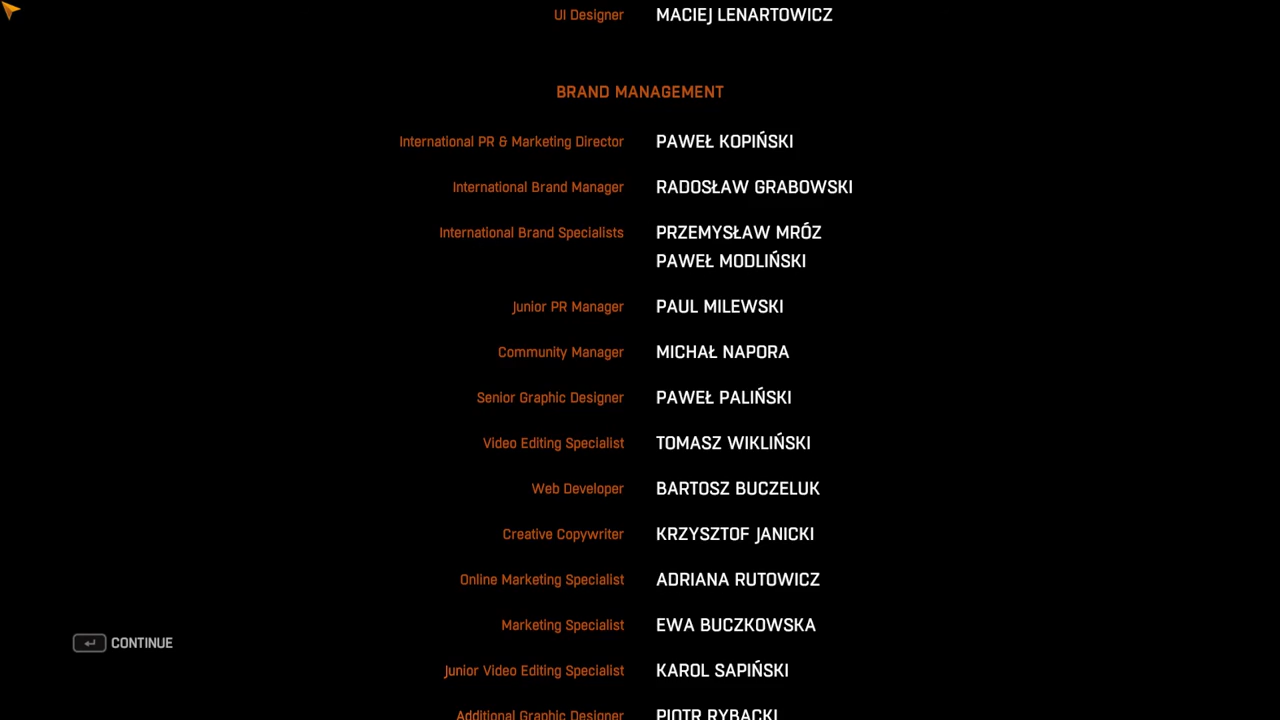 UI Designer MACIEJ LENARTOWICZ
BRAND MANAGEMENT
International PR & Marketing Director PAWEŁ KOPIŃSKI
International Brand Manager RADOSŁAW GRABOWSKI
International Brand Specialists PRZEMYSŁAW MRÓZ
PAWEŁ MODLIŃSKI
Junior PR Manager PAUL MILEWSKI
Community Manager MICHAŁ NAPORA
Senior Graphic Designer PAWEŁ PALIŃSKI
Video Editing Specialist TOMASZ WIKLIŃSKI
Web Developer BARTOSZ BUCZELUK
Creative Copywriter KRZYSZTOF JANICKI
Online Marketing Specialist ADRIANA RUTOWICZ
Marketing Specialist EWA BUCZKOWSKA
CONTINUE
Junior Video Editing Specialist KAROL SAPIŃSKI
Additional Graphic Designer PIOTR RYBACKI